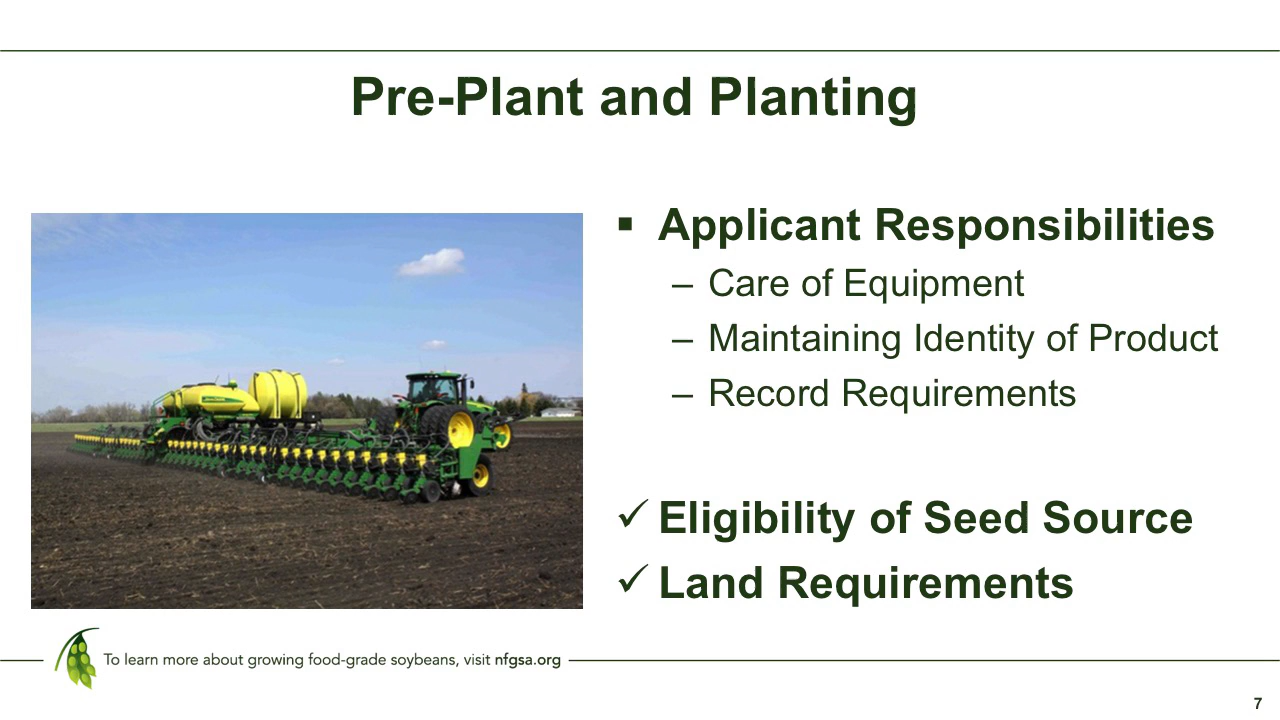 Pre-Plant and Planting
▪ Applicant Responsibilities
– Care of Equipment
– Maintaining Identity of Product
– Record Requirements
✓ Eligibility of Seed Source
✓ Land Requirements
To learn more about growing food-grade soybeans, visit nfgsa.org
7